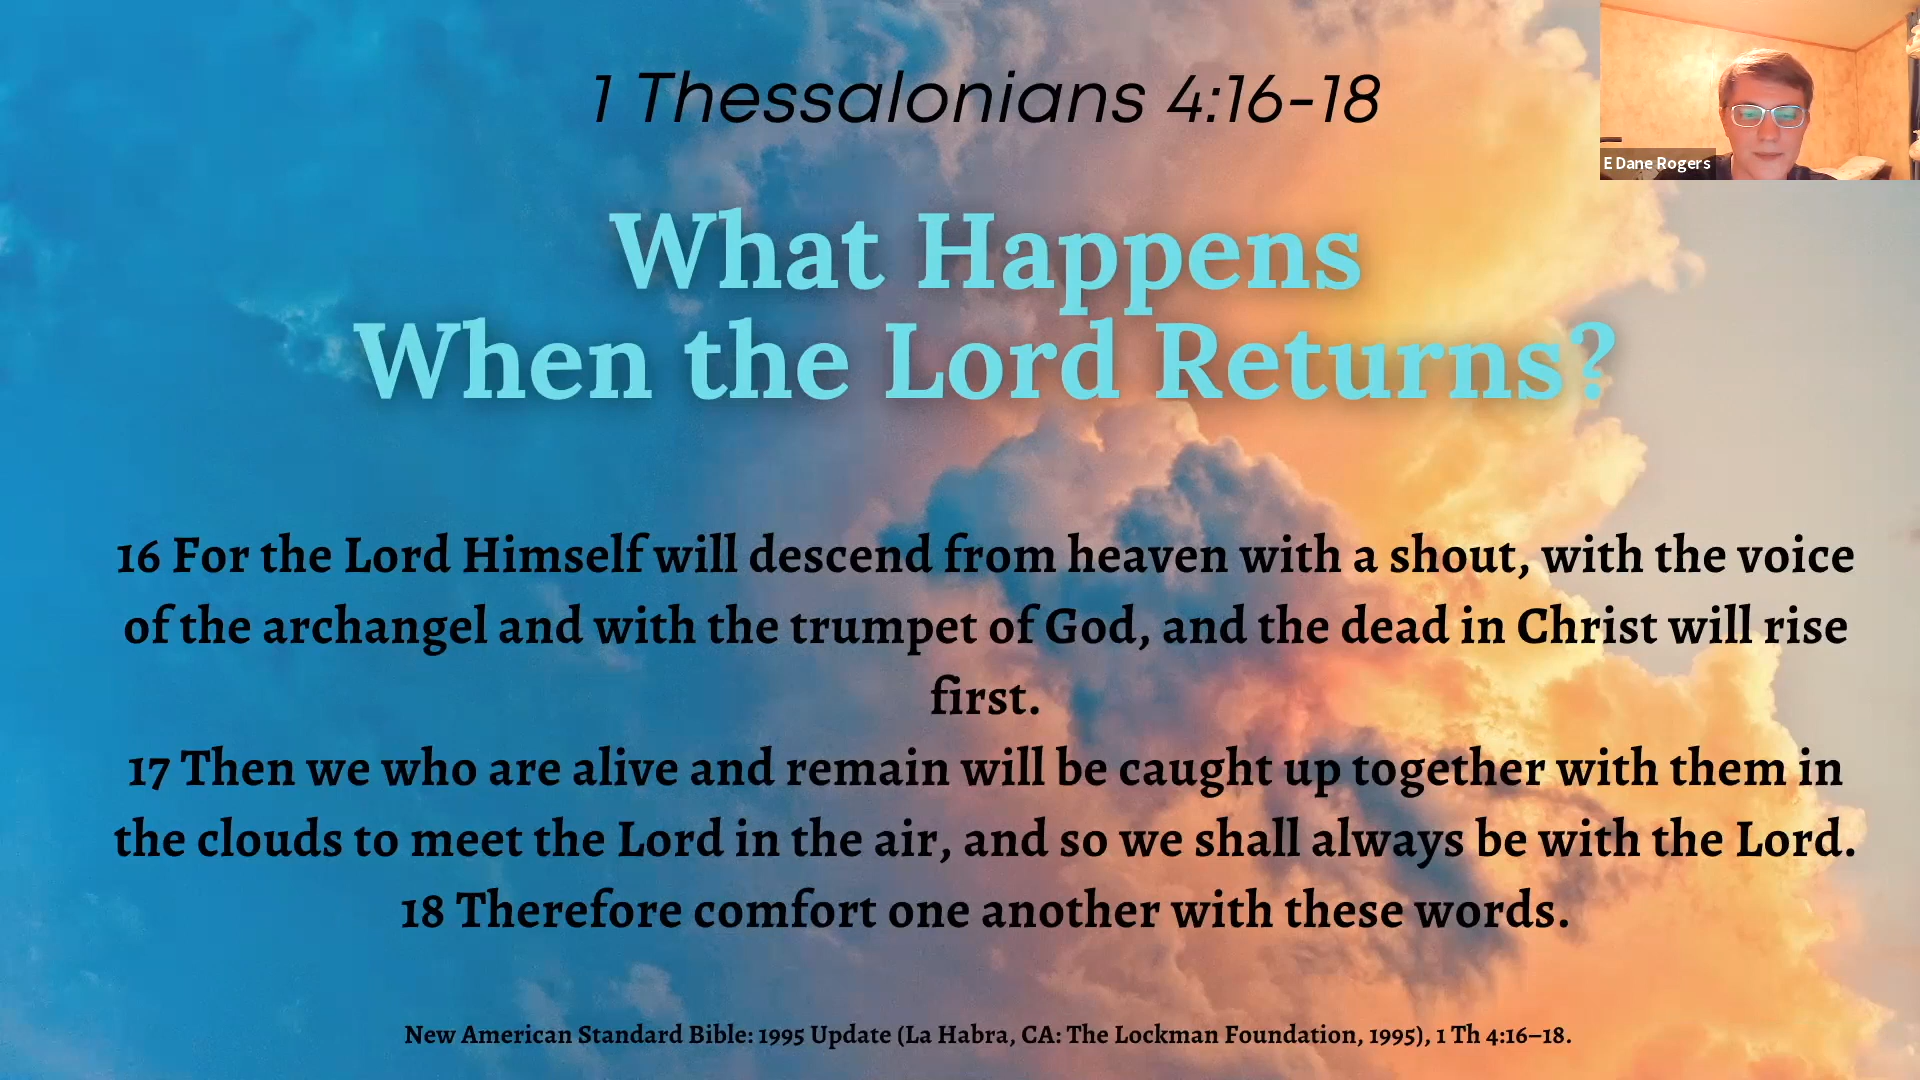 1 Thessalonians 4:16-18
E Dane Rogers
What Happens
When the Lord Returns?
16 For the Lord Himself will descend from heaven with a shout, with the voice
of the archangel and with the trumpet of God, and the dead in Christ will rise
first.
17 Then we who are alive and remain will be caught up together with them in
the clouds to meet the Lord in the air, and so we shall always be with the Lord.
18 Therefore comfort one another with these words.
New American Standard Bible: 1995 Update (La Habra, CA: The Lockman Foundation, 1995), 1 Th 4:16–18.